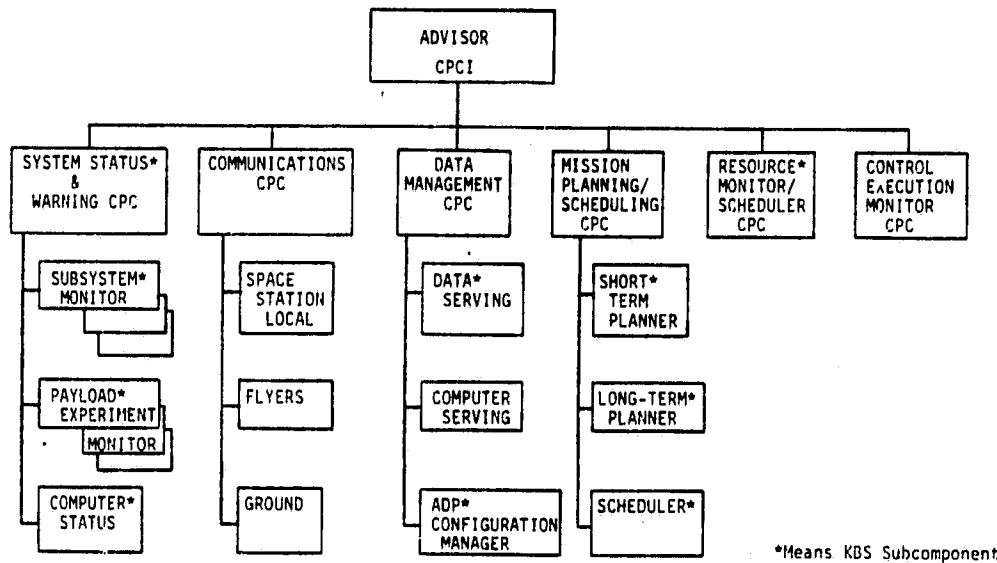 ADVISOR
CPCI
SYSTEM STATUS*
&
WARNING CPC
COMMUNICATIONS
CPC
DATA
MANAGEMENT
CPC
MISSION
PLANNING/
SCHEDULING
CPC
RESOURCE*
MONITOR/
SCHEDULER
CPC
CONTROL
EXECUTION
MONITOR
CPC
SUBSYSTEM*
MONITOR
SPACE
STATION
LOCAL
DATA*
SERVING
SHORT*
TERM
PLANNER
PAYLOAD*
EXPERIMENT
MONITOR
FLYERS
COMPUTER
SERVING
LONG-TERM*
PLANNER
COMPUTER*
STATUS
GROUND
ADP*
CONFIGURATION
MANAGER
SCHEDULER*
*Means KBS Subcomponent